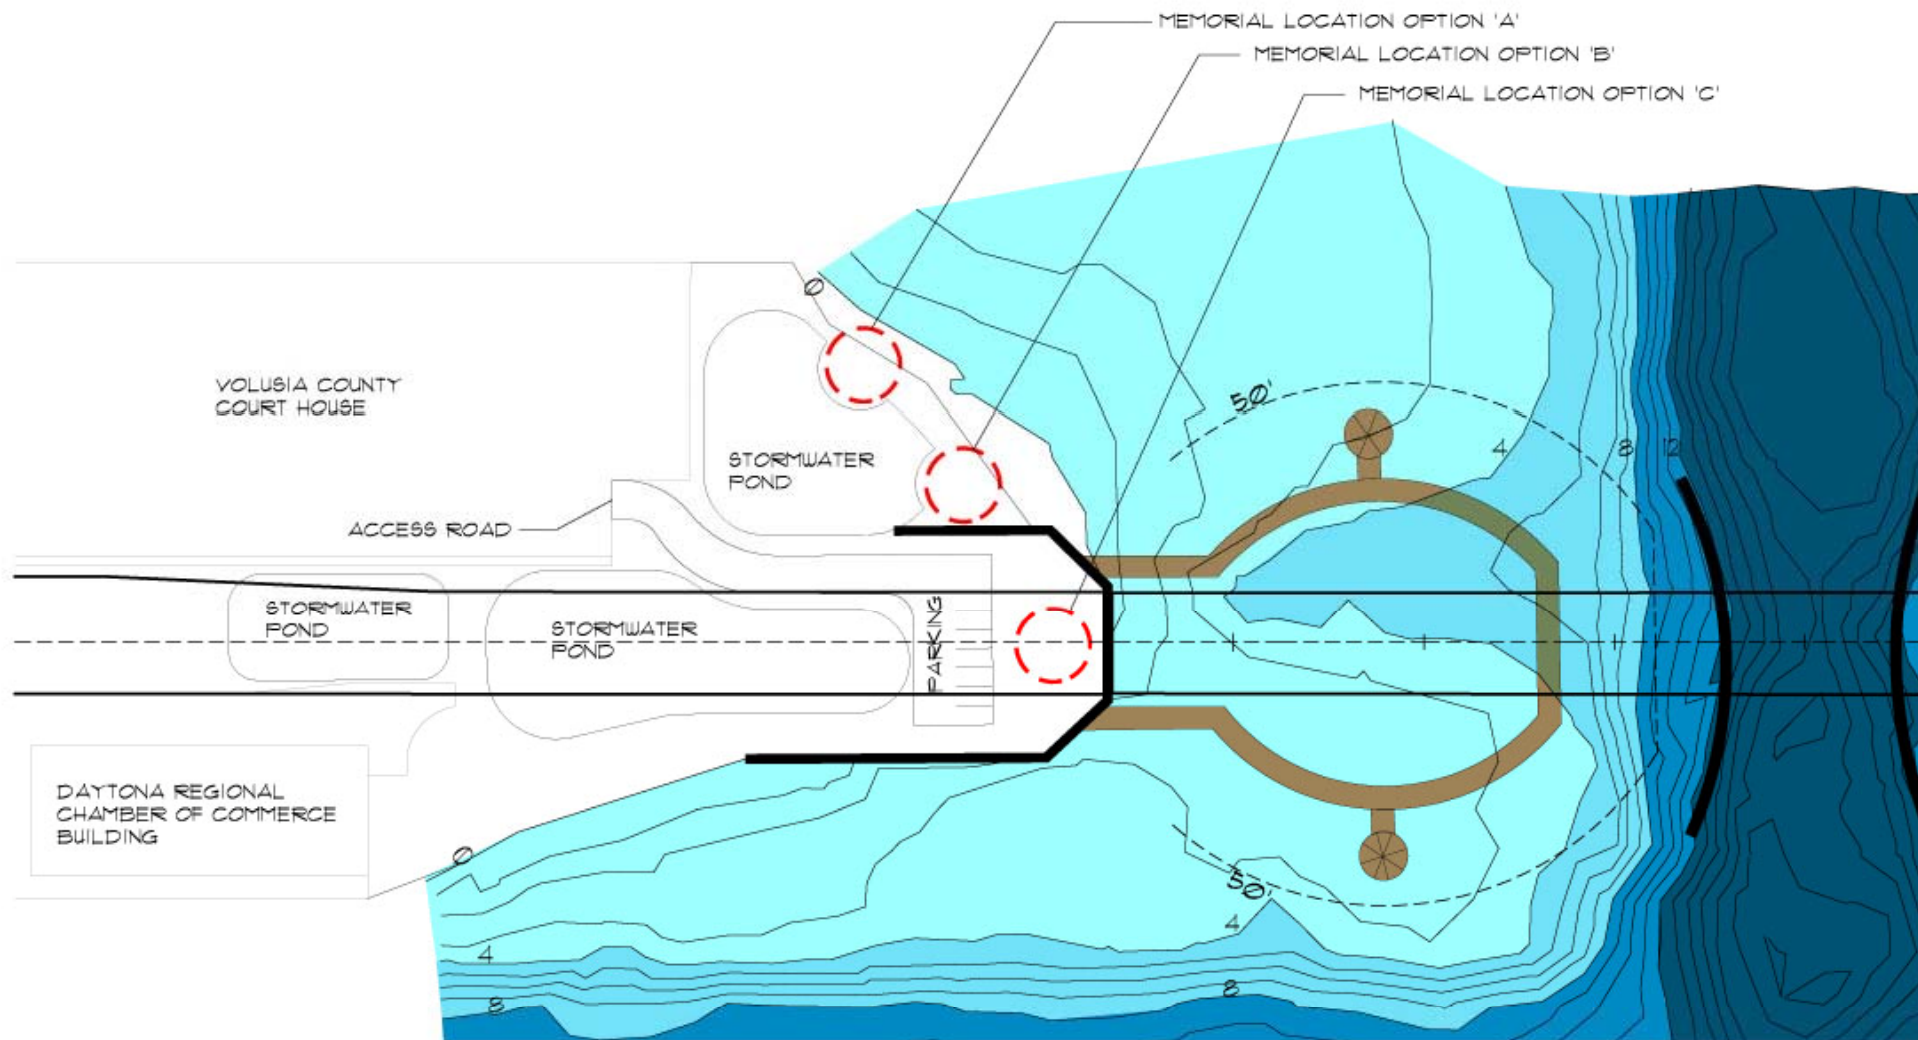 MEMORIAL LOCATION OPTION 'A'
MEMORIAL LOCATION OPTION 'B'
MEMORIAL LOCATION OPTION 'C'
0
VOLUSIA COUNTY
COURT HOUSE
50'
4
8
12
STORMWATER
POND
ACCESS ROAD
STORMWATER
POND
STORMWATER
POND
PARKING
DAYTONA REGIONAL
CHAMBER OF COMMERCE
BUILDING
0
50'
4
4
8
8